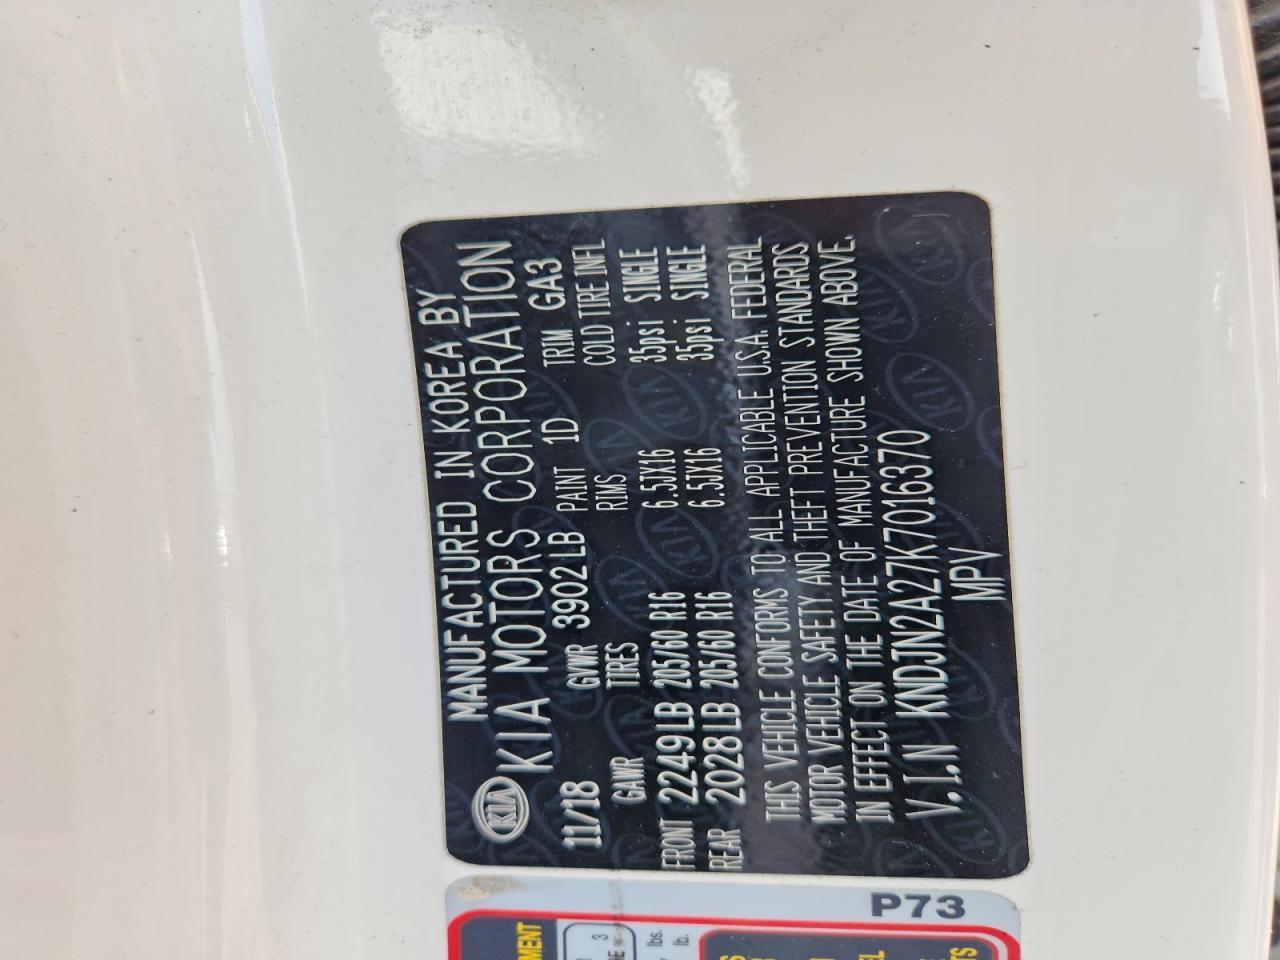 MANUFACTURED IN KOREA BY
KIA KIA MOTORS CORPORATION
11/18 GVWR 3902LB PAINT 1D TRIM GA3
GAWR TIRES RIMS COLD TIRE INFL
FRONT 2249LB 205/60 R16 6.5JX16 35psi SINGLE
REAR 2028LB 205/60 R16 6.5JX16 35psi SINGLE
THIS VEHICLE CONFORMS TO ALL APPLICABLE U.S.A. FEDERAL
MOTOR VEHICLE SAFETY AND THEFT PREVENTION STANDARDS
IN EFFECT ON THE DATE OF MANUFACTURE SHOWN ABOVE.
V.I.N KNDJN2A27K7016370
MPV
P73